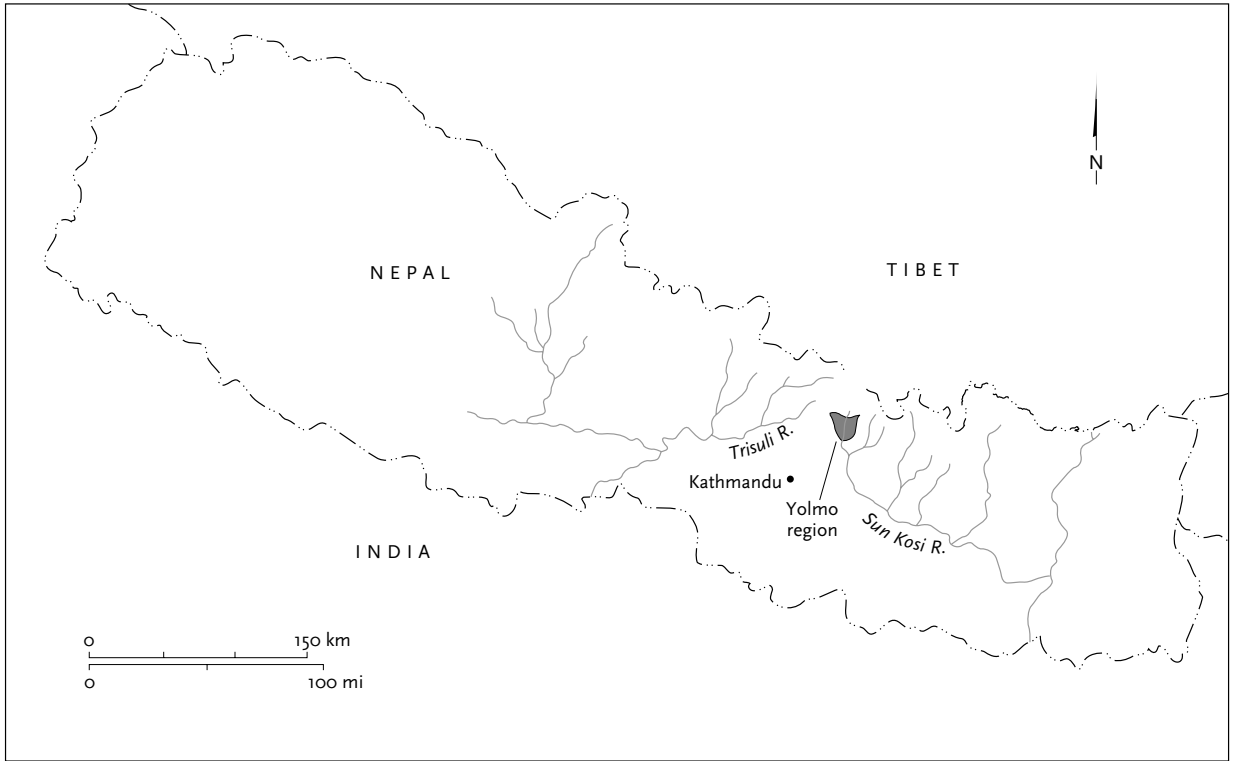 N
NEPAL
TIBET
Trisuli R.
Kathmandu
Yolmo
region
Sun Kosi R.
INDIA
0 150 km
0 100 mi